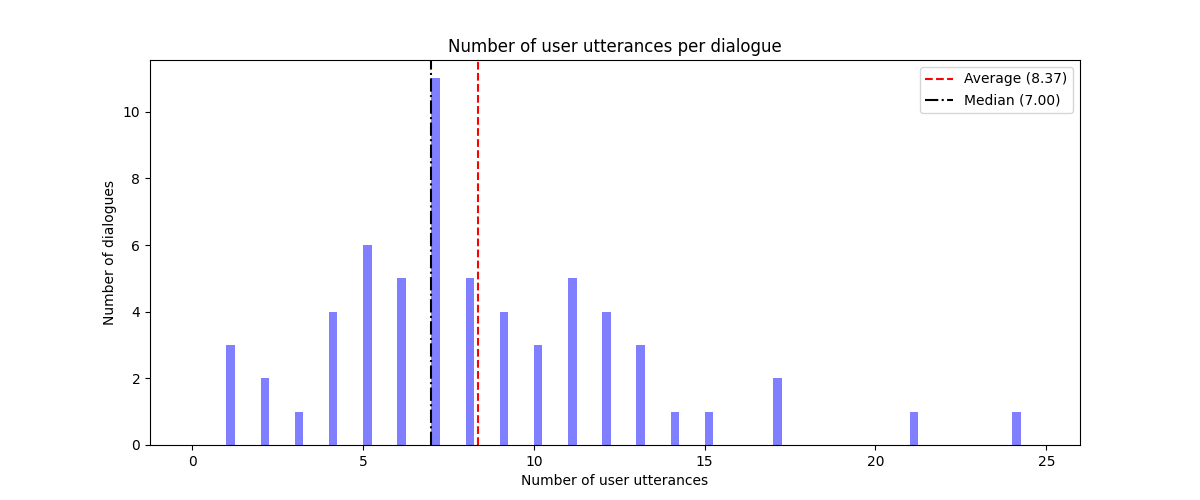 Number of user utterances per dialogue
Average (8.37)
Median (7.00)
Number of dialogues
10
8
6
4
2
0
0 5 10 15 20 25
Number of user utterances